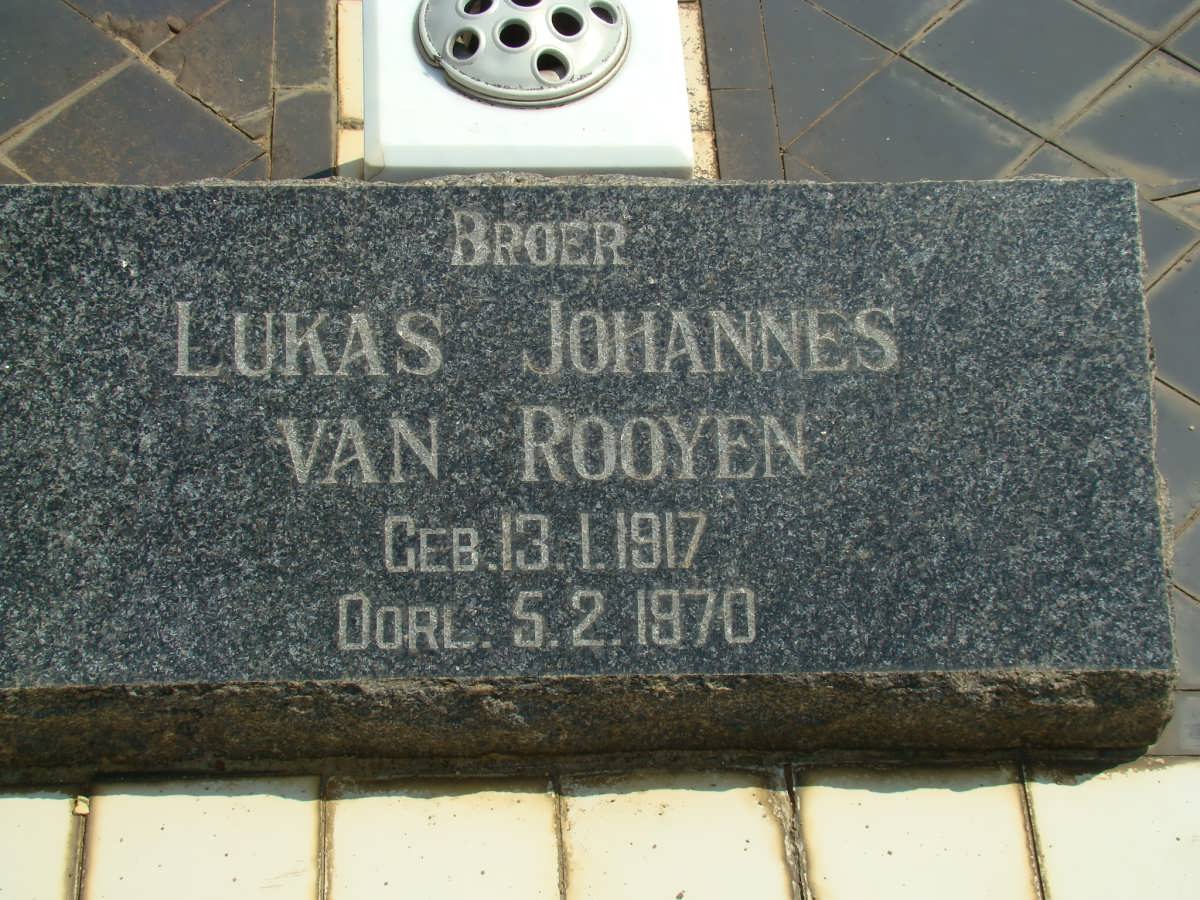 BROER
LUKAS JOHANNES
VAN ROOYEN
GEB. 13.1.1917
OORL. 5.2.1970